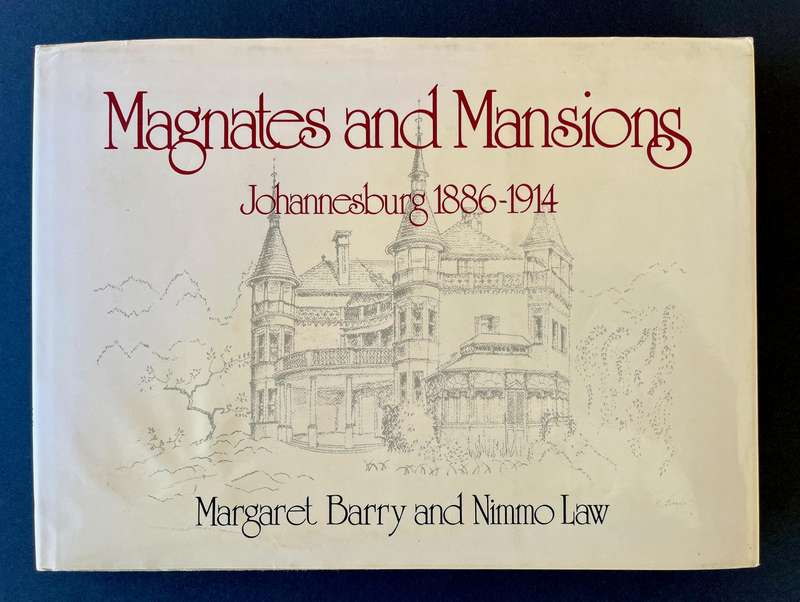 Magnates and Mansions
Johannesburg 1886-1914
Margaret Barry and Nimmo Law